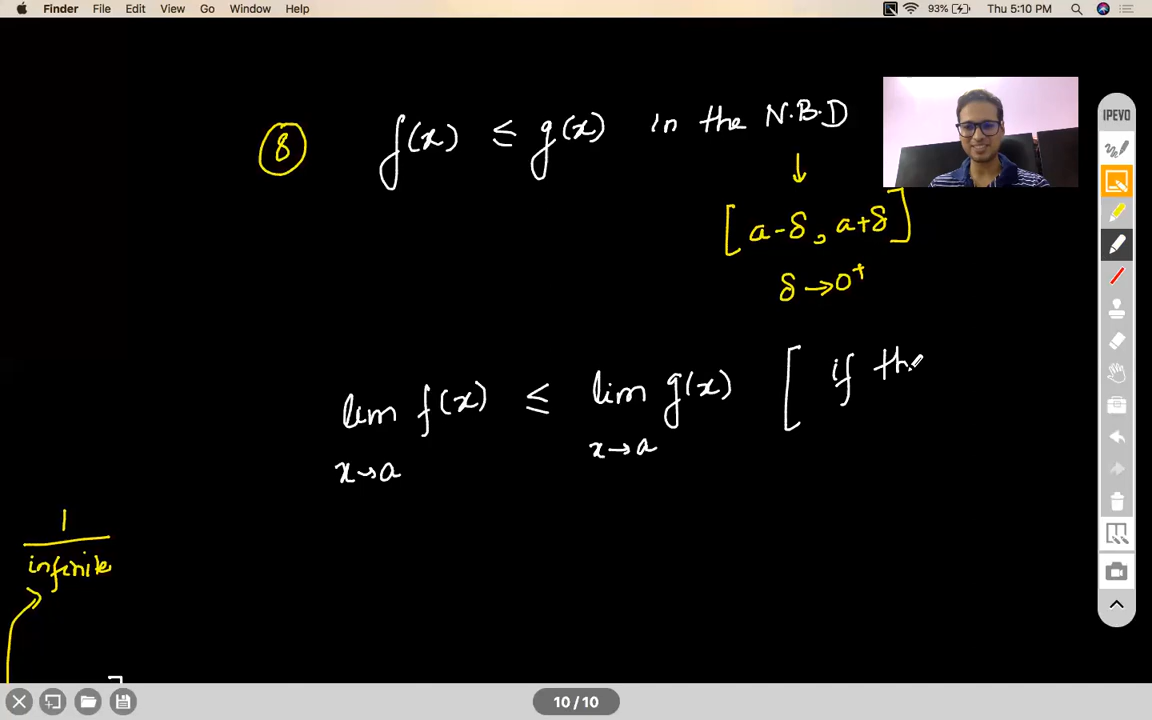 Finder File Edit View Go Window Help 93% Thu 5:10 PM
IPEVO
⑧ f(x) ≤ g(x) in the N.B.D
↓
[a-δ, a+δ]
δ→0⁺
lim f(x) ≤ lim g(x) [ if the
x→a x→a
1
infinite
10 / 10